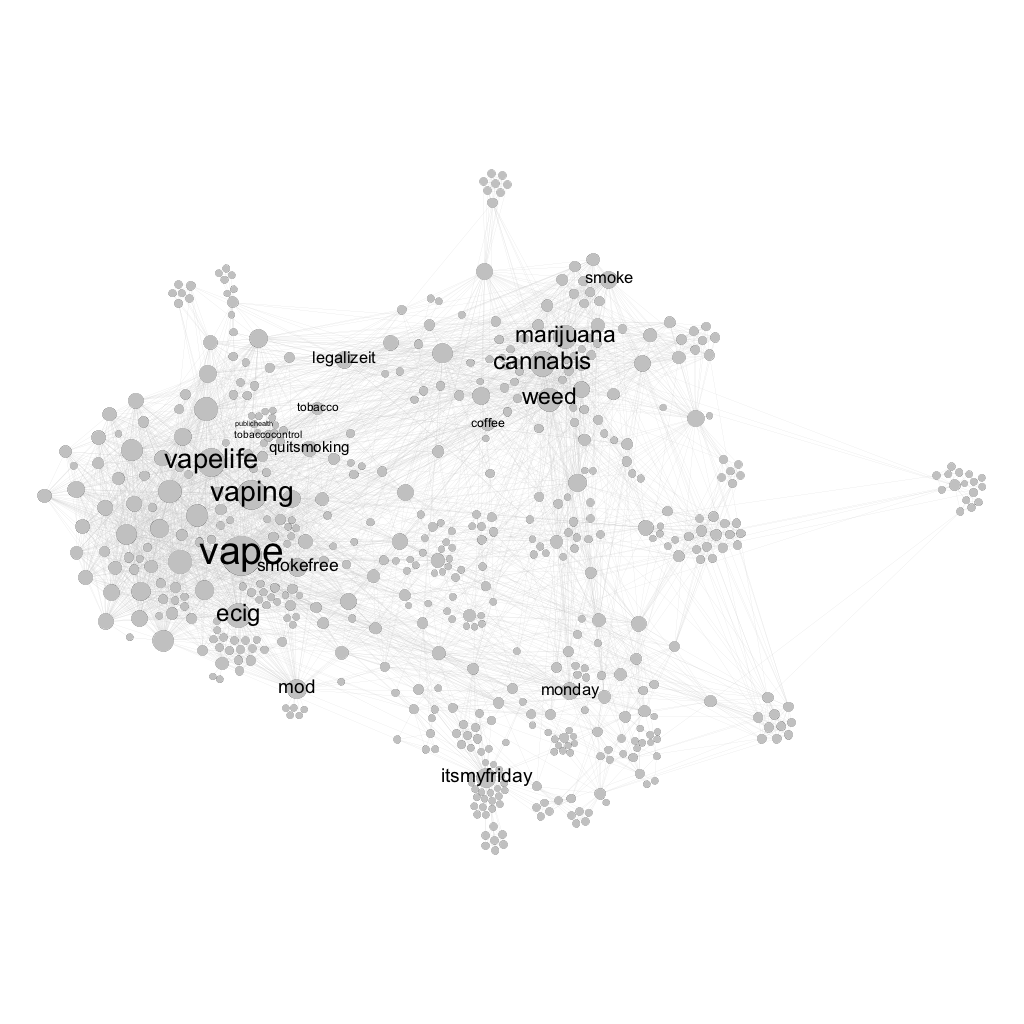 smoke
marijuana
legalizeit
cannabis
weed
tobacco
coffee
publichealth
tobaccocontrol
quitsmoking
vapelife
vaping
vape
smokefree
ecig
mod
monday
itsmyfriday